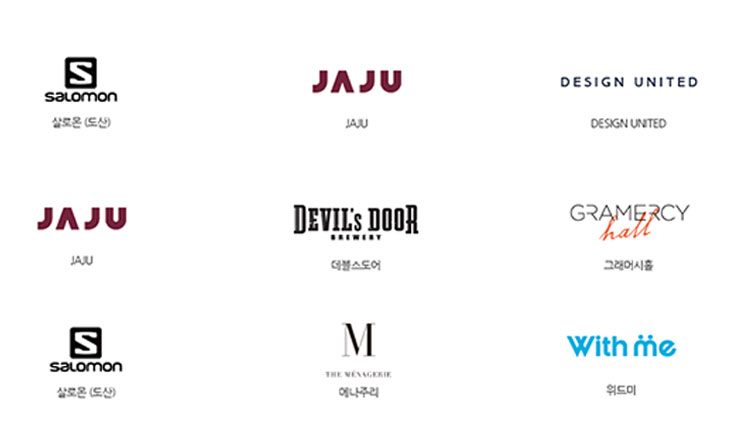 S
salomon
살로몬 (도산)
JAJU
JAJU
DESIGN UNITED
DESIGN UNITED
JAJU
JAJU
DEVIL's DOOR
BREWERY
데블스도어
GRAMERCY
hall
그래머시홀
S
salomon
살로몬 (도산)
M
THE MÉNAGERIE
메나주리
With me
위드미